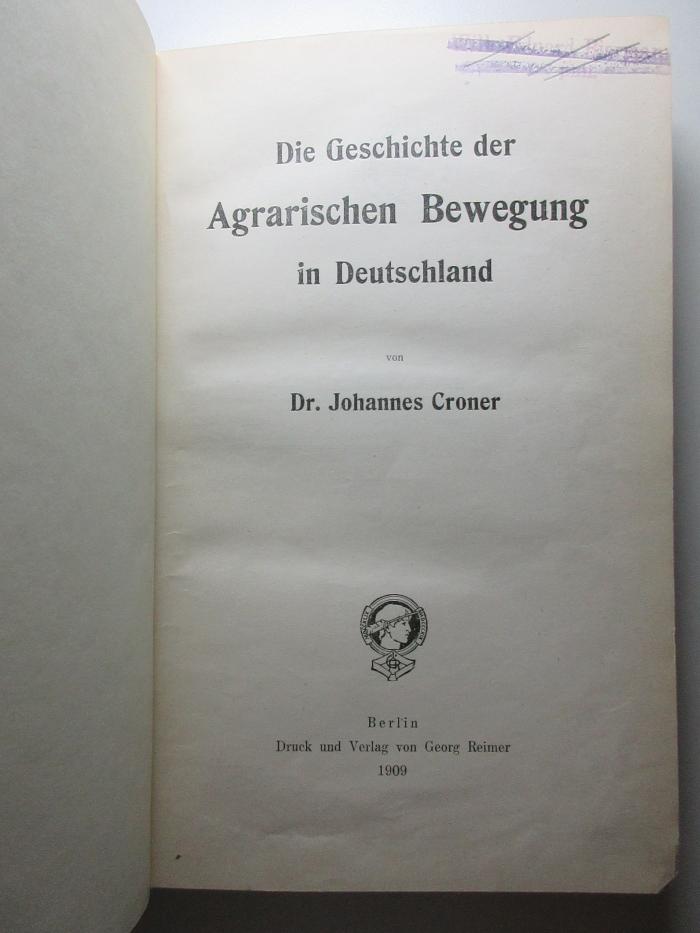 Die Geschichte der
Agrarischen Bewegung
in Deutschland
von
Dr. Johannes Croner
Berlin
Druck und Verlag von Georg Reimer
1909